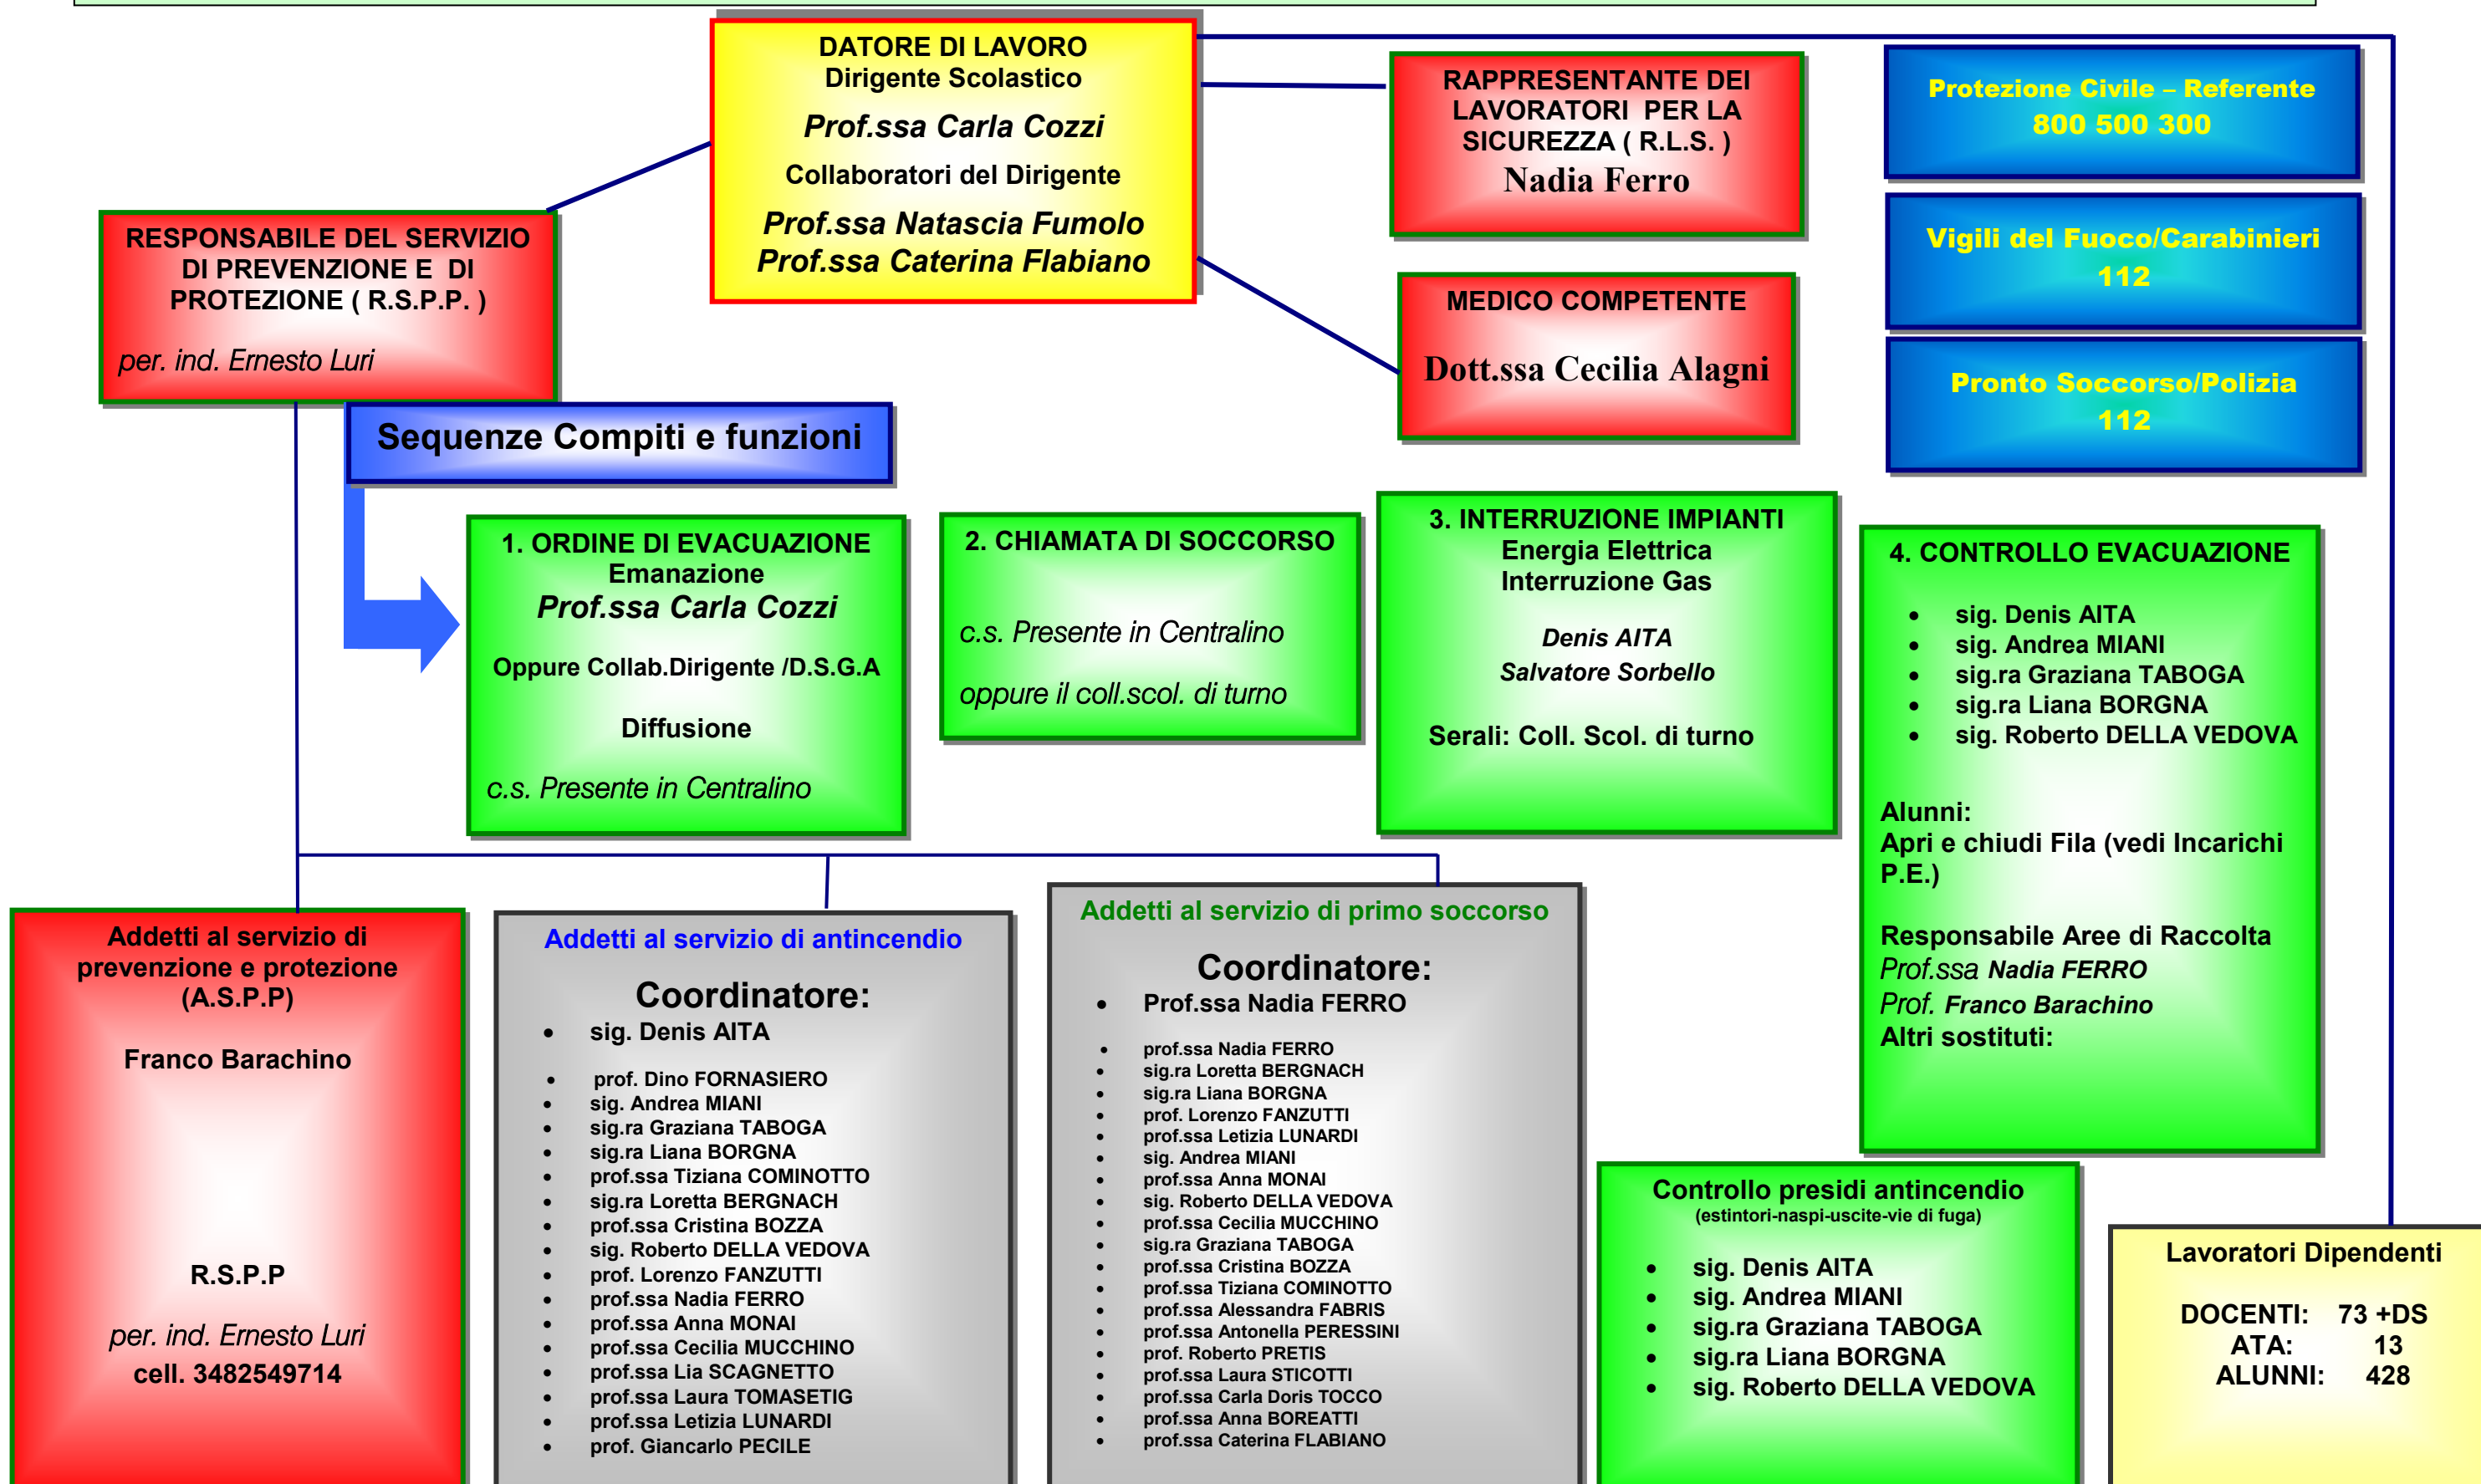 DATORE DI LAVORO
Dirigente Scolastico
Prof.ssa Carla Cozzi
Collaboratori del Dirigente
Prof.ssa Natascia Fumolo
Prof.ssa Caterina Flabiano
RAPPRESENTANTE DEI
LAVORATORI PER LA
SICUREZZA ( R.L.S. )
Nadia Ferro
Protezione Civile – Referente
800 500 300
Vigili del Fuoco/Carabinieri
112
Pronto Soccorso/Polizia
112
RESPONSABILE DEL SERVIZIO
DI PREVENZIONE E DI
PROTEZIONE ( R.S.P.P. )
per. ind. Ernesto Luri
MEDICO COMPETENTE
Dott.ssa Cecilia Alagni
Sequenze Compiti e funzioni
1. ORDINE DI EVACUAZIONE
Emanazione
Prof.ssa Carla Cozzi
Oppure Collab.Dirigente /D.S.G.A
Diffusione
c.s. Presente in Centralino
2. CHIAMATA DI SOCCORSO
c.s. Presente in Centralino
oppure il coll.scol. di turno
3. INTERRUZIONE IMPIANTI
Energia Elettrica
Interruzione Gas
Denis AITA
Salvatore Sorbello
Serali: Coll. Scol. di turno
4. CONTROLLO EVACUAZIONE
• sig. Denis AITA
• sig. Andrea MIANI
• sig.ra Graziana TABOGA
• sig.ra Liana BORGNA
• sig. Roberto DELLA VEDOVA
Alunni:
Apri e chiudi Fila (vedi Incarichi
P.E.)
Responsabile Aree di Raccolta
Prof.ssa Nadia FERRO
Prof. Franco Barachino
Altri sostituti:
Addetti al servizio di
prevenzione e protezione
(A.S.P.P)
Franco Barachino
R.S.P.P
per. ind. Ernesto Luri
cell. 3482549714
Addetti al servizio di antincendio
Coordinatore:
• sig. Denis AITA
• prof. Dino FORNASIERO
• sig. Andrea MIANI
• sig.ra Graziana TABOGA
• sig.ra Liana BORGNA
• prof.ssa Tiziana COMINOTTO
• sig.ra Loretta BERGNACH
• prof.ssa Cristina BOZZA
• sig. Roberto DELLA VEDOVA
• prof. Lorenzo FANZUTTI
• prof.ssa Nadia FERRO
• prof.ssa Anna MONAI
• prof.ssa Cecilia MUCCHINO
• prof.ssa Lia SCAGNETTO
• prof.ssa Laura TOMASETIG
• prof.ssa Letizia LUNARDI
• prof. Giancarlo PECILE
Addetti al servizio di primo soccorso
Coordinatore:
• Prof.ssa Nadia FERRO
• prof.ssa Nadia FERRO
• sig.ra Loretta BERGNACH
• sig.ra Liana BORGNA
• prof. Lorenzo FANZUTTI
• prof.ssa Letizia LUNARDI
• sig. Andrea MIANI
• prof.ssa Anna MONAI
• sig. Roberto DELLA VEDOVA
• prof.ssa Cecilia MUCCHINO
• sig.ra Graziana TABOGA
• prof.ssa Cristina BOZZA
• prof.ssa Tiziana COMINOTTO
• prof.ssa Alessandra FABRIS
• prof.ssa Antonella PERESSINI
• prof. Roberto PRETIS
• prof.ssa Laura STICOTTI
• prof.ssa Carla Doris TOCCO
• prof.ssa Anna BOREATTI
• prof.ssa Caterina FLABIANO
Controllo presidi antincendio
(estintori-naspi-uscite-vie di fuga)
• sig. Denis AITA
• sig. Andrea MIANI
• sig.ra Graziana TABOGA
• sig.ra Liana BORGNA
• sig. Roberto DELLA VEDOVA
Lavoratori Dipendenti
DOCENTI: 73 +DS
ATA: 13
ALUNNI: 428